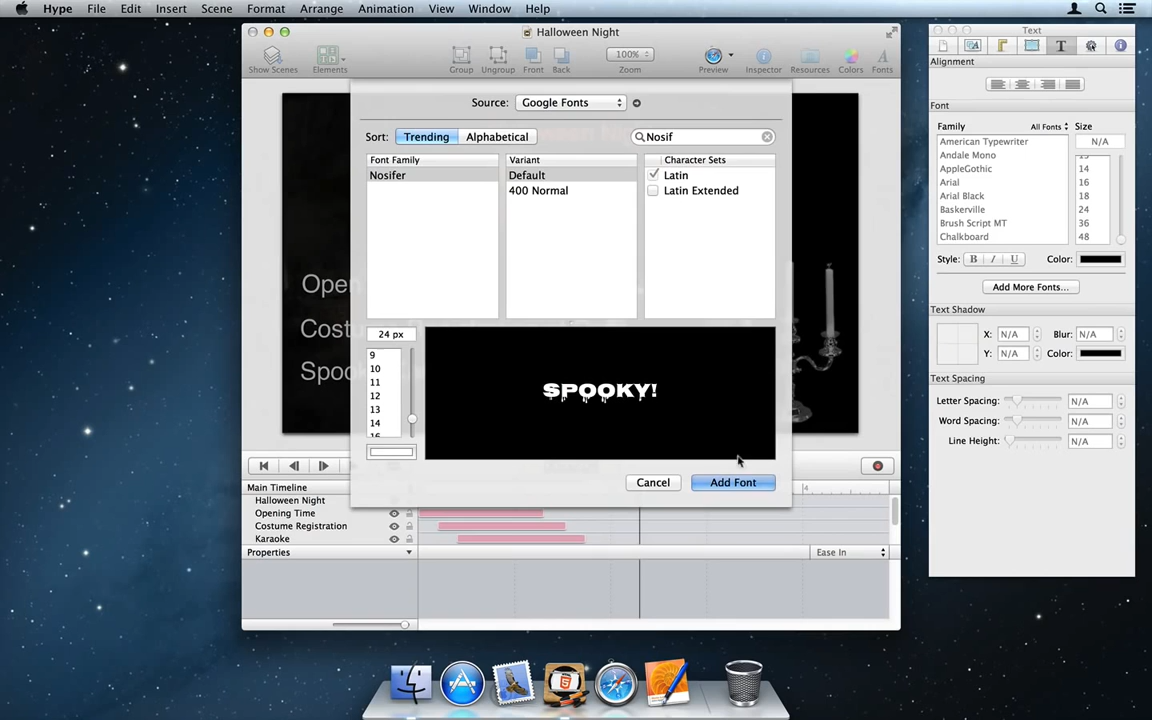 Hype File Edit Insert Scene Format Arrange Animation View Window Help
Halloween Night
Show Scenes Elements Group Ungroup Front Back 100% Zoom Preview Inspector Resources Colors Fonts
Source: Google Fonts
Sort: Trending Alphabetical Nosif
Font Family Variant Character Sets
Nosifer Default Latin
400 Normal Latin Extended
Open
Costu
Spook
24 px
9
10
11
12
13
14
16
SPOOKY!
Cancel Add Font
Main Timeline 4
Halloween Night
Opening Time
Costume Registration
Karaoke
Properties Ease In
Text
Alignment
Font
Family All Fonts Size
N/A
American Typewriter
Andale Mono 13
AppleGothic 14
Arial 16
Arial Black 18
Baskerville 24
Brush Script MT 36
Chalkboard 48
Style: B I U Color:
Add More Fonts...
Text Shadow
X: N/A Blur: N/A
Y: N/A Color:
Text Spacing
Letter Spacing: N/A
Word Spacing: N/A
Line Height: N/A